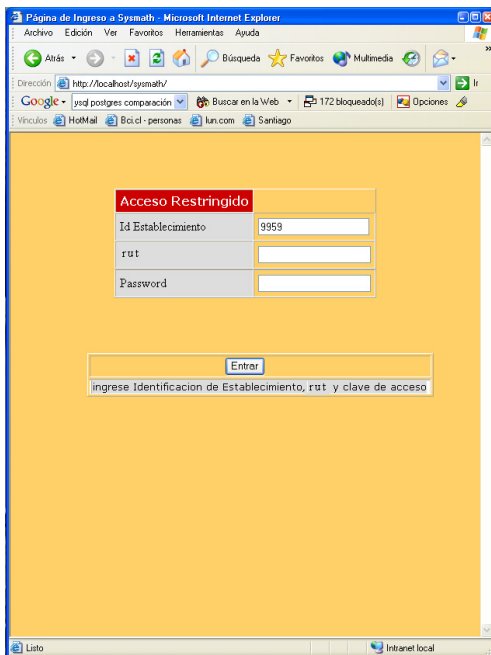 Página de Ingreso a Sysmath - Microsoft Internet Explorer
Archivo Edición Ver Favoritos Herramientas Ayuda
Atrás Búsqueda Favoritos Multimedia »
Dirección http://localhost/sysmath/ Ir
Google ysql postgres comparación Buscar en la Web 172 bloqueado(s) Opciones
Vínculos HotMail Bci.cl - personas lun.com Santiago
Acceso Restringido
Id Establecimiento 9959
rut
Password
Entrar
ingrese Identificacion de Establecimiento, rut y clave de acceso
Listo Intranet local